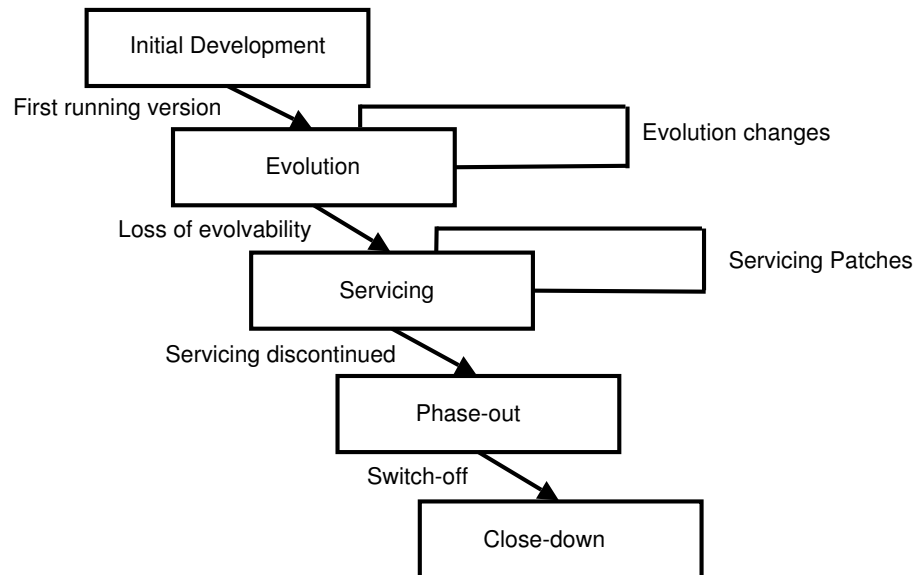 Initial Development
First running version
Evolution changes
Evolution
Loss of evolvability
Servicing Patches
Servicing
Servicing discontinued
Phase-out
Switch-off
Close-down